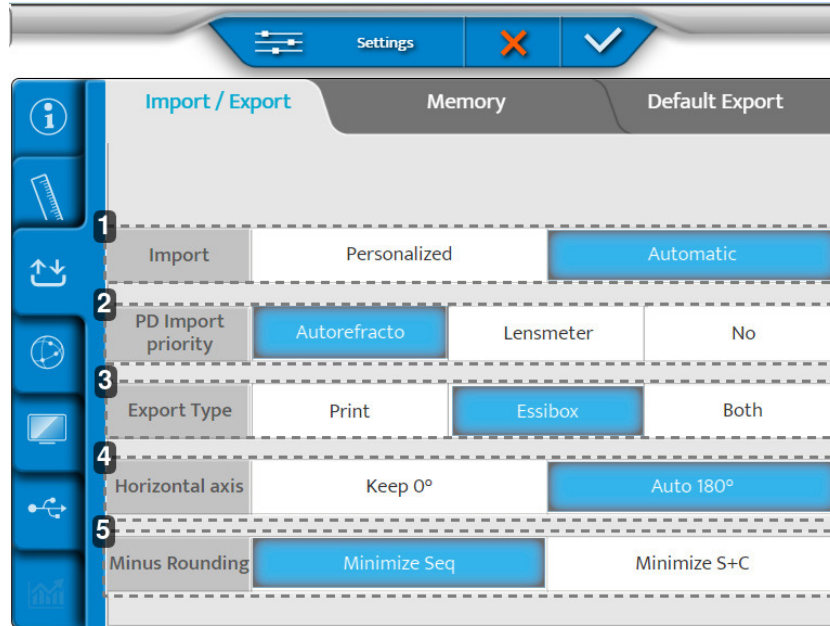 Settings
Import / Export Memory Default Export
1
Import Personalized Automatic
2
PD Import
priority
Autorefracto Lensmeter No
3
Export Type Print Essibox Both
4
Horizontal axis Keep 0° Auto 180°
5
Minus Rounding Minimize Seq Minimize S+C